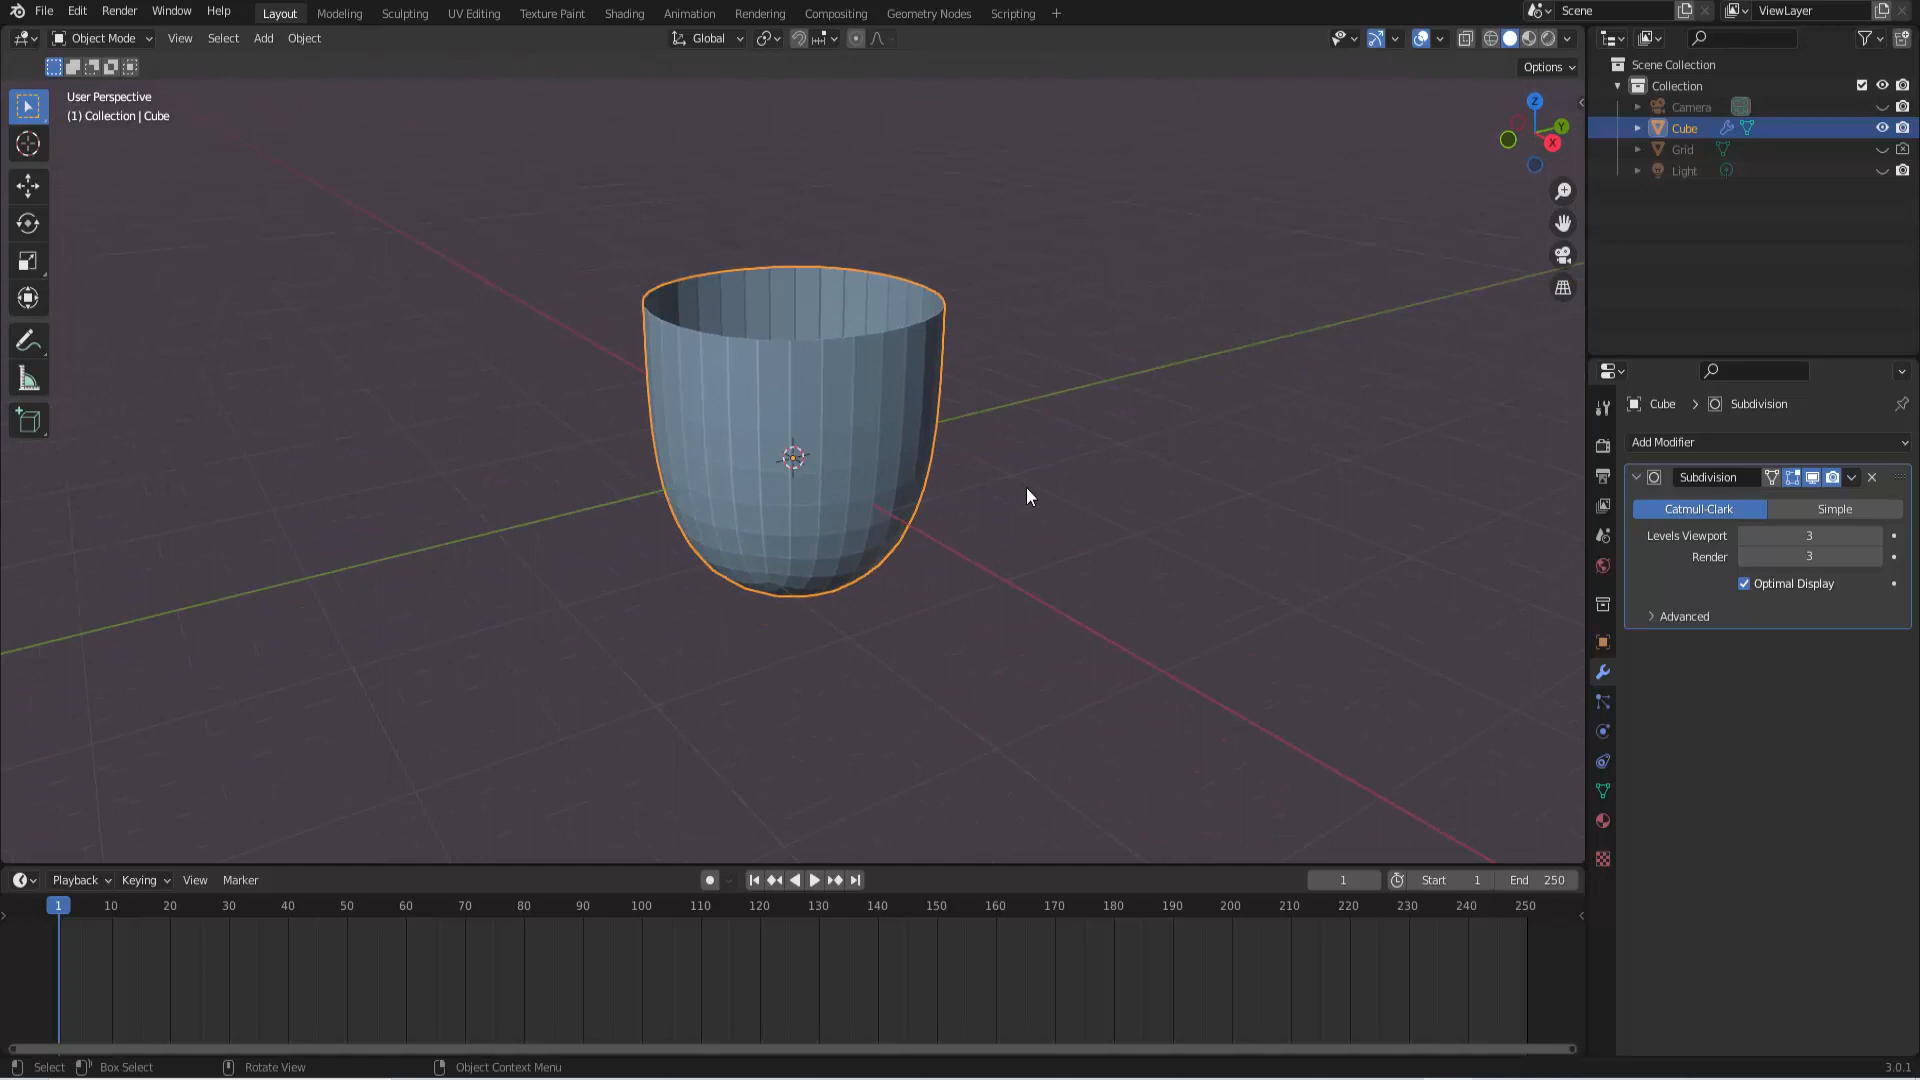 File Edit Render Window Help Layout Modeling Sculpting UV Editing Texture Paint Shading Animation Rendering Compositing Geometry Nodes Scripting + Scene ViewLayer
Object Mode View Select Add Object Global
Options
User Perspective
(1) Collection | Cube
Z
Y
X
Scene Collection
Collection
Camera
Cube
Grid
Light
Cube > Subdivision
Add Modifier
Subdivision
Catmull-Clark Simple
Levels Viewport 3
Render 3
Optimal Display
Advanced
Playback Keying View Marker 1 Start 1 End 250
1 10 20 30 40 50 60 70 80 90 100 110 120 130 140 150 160 170 180 190 200 210 220 230 240 250
Select Box Select Rotate View Object Context Menu 3.0.1